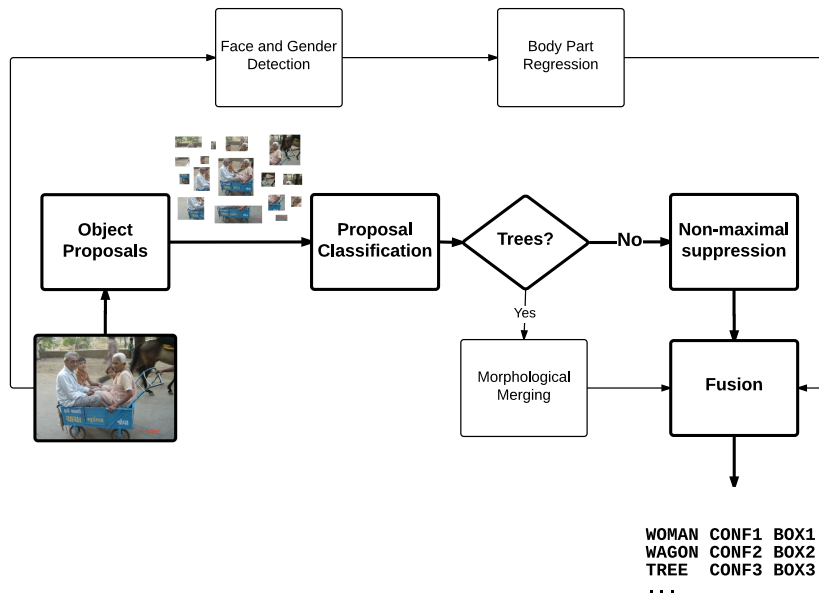 Face and Gender
Detection
Body Part
Regression
Object
Proposals
Proposal
Classification
Trees?
No
Non-maximal
suppression
Yes
Morphological
Merging
Fusion
WOMAN CONF1 BOX1
WAGON CONF2 BOX2
TREE CONF3 BOX3
...